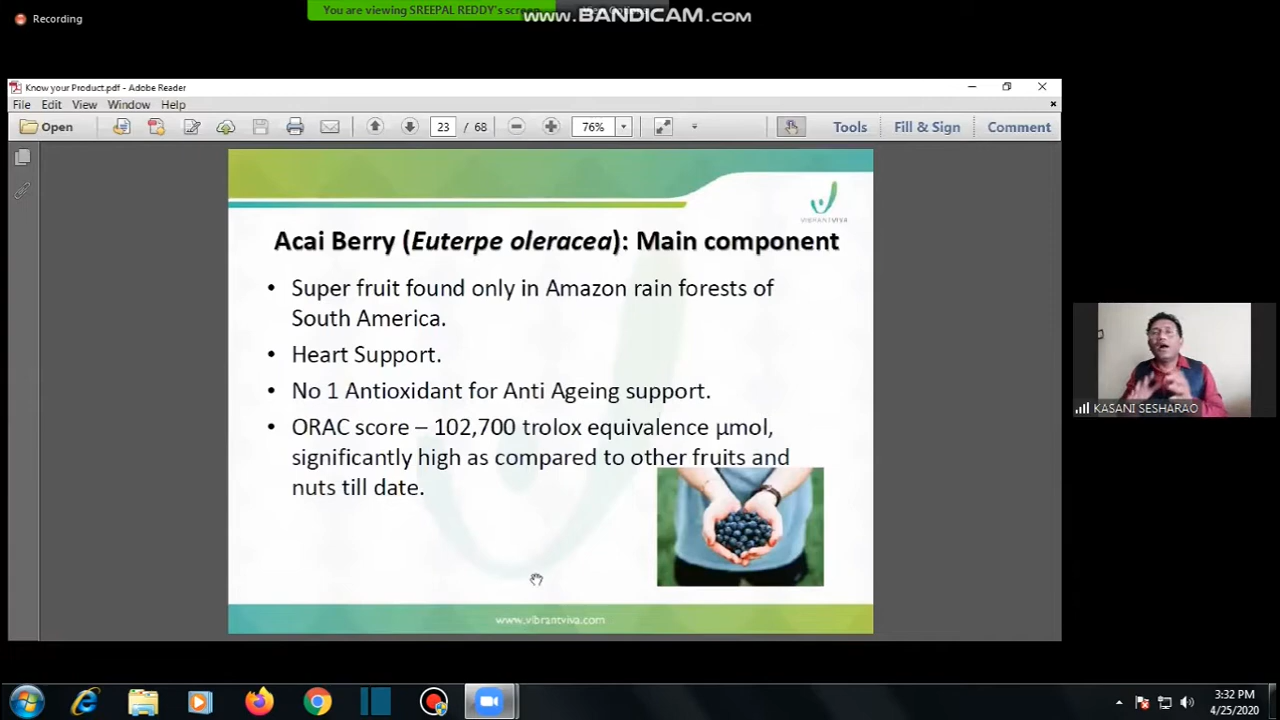 Recording
You are viewing SREEPAL REDDY's screen
www.BANDICAM.com
Know your Product.pdf - Adobe Reader
File Edit View Window Help
Open
23 / 68
76%
Tools
Fill & Sign
Comment
VIBRANTVIVA
Acai Berry (Euterpe oleracea): Main component
• Super fruit found only in Amazon rain forests of
South America.
• Heart Support.
• No 1 Antioxidant for Anti Ageing support.
• ORAC score – 102,700 trolox equivalence µmol,
significantly high as compared to other fruits and
nuts till date.
www.vibrantviva.com
KASANI SESHARAO
3:32 PM
4/25/2020